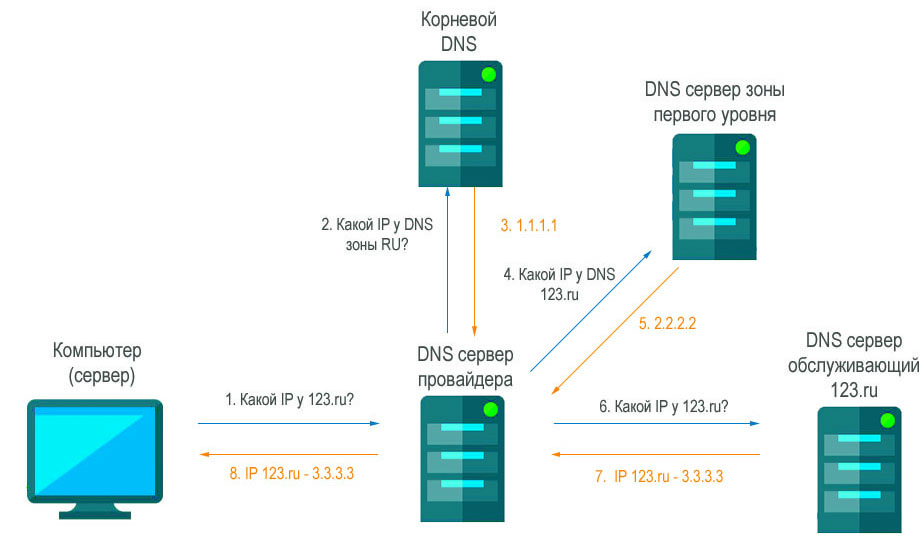 Корневой
DNS
DNS сервер зоны
первого уровня
2. Какой IP у DNS
зоны RU?
3. 1.1.1.1
4. Какой IP у DNS
123.ru
5. 2.2.2.2
Компьютер
(сервер)
DNS сервер
провайдера
DNS сервер
обслуживающий
123.ru
1. Какой IP у 123.ru?
6. Какой IP у 123.ru?
8. IP 123.ru - 3.3.3.3
7. IP 123.ru - 3.3.3.3